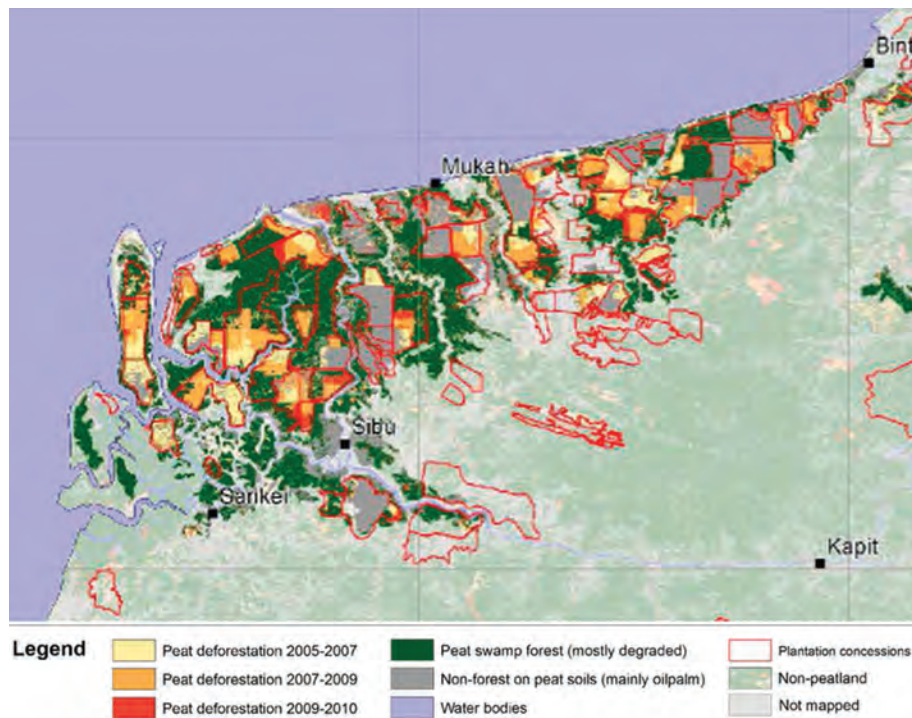 Bint
Mukah
Sibu
Sarikei
Kapit
Legend
Peat deforestation 2005-2007
Peat deforestation 2007-2009
Peat deforestation 2009-2010
Peat swamp forest (mostly degraded)
Non-forest on peat soils (mainly oilpalm)
Water bodies
Plantation concessions
Non-peatland
Not mapped